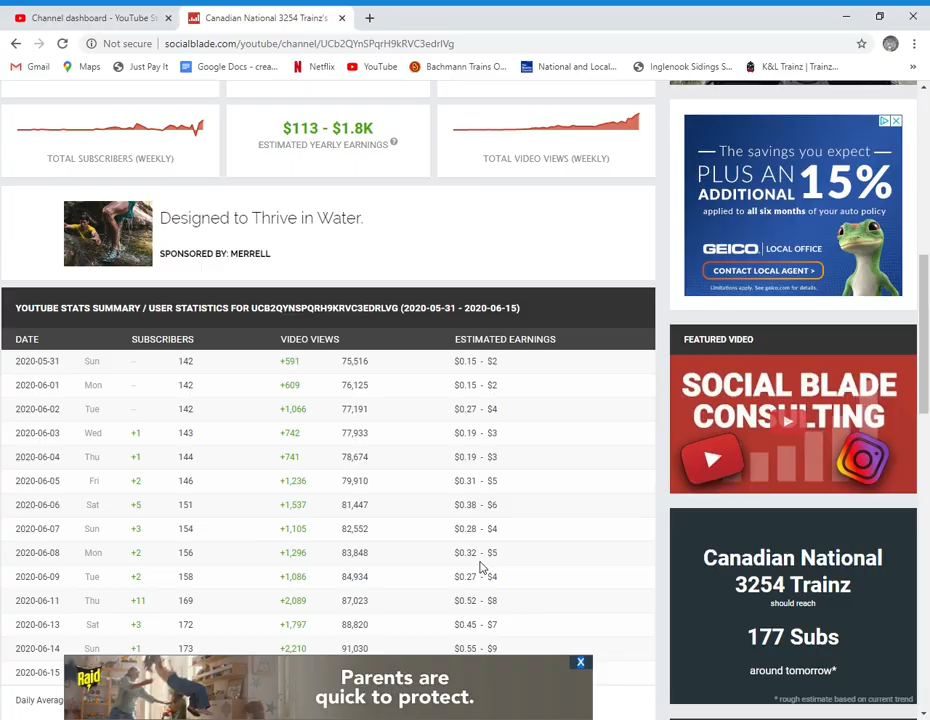 Channel dashboard - YouTube S
Canadian National 3254 Trainz's
Not secure
socialblade.com/youtube/channel/UCb2QYnSPqrH9kRVC3edrlVg
Gmail
Maps
Just Pay It
Google Docs - crea...
Netflix
YouTube
Bachmann Trains O...
National and Local...
Inglenook Sidings S...
K&L Trainz | Trainz...
TOTAL SUBSCRIBERS (WEEKLY)
$113 - $1.8K
ESTIMATED YEARLY EARNINGS
TOTAL VIDEO VIEWS (WEEKLY)
Designed to Thrive in Water.
SPONSORED BY: MERRELL
YOUTUBE STATS SUMMARY / USER STATISTICS FOR UCB2QYNSPQRH9KRVC3EDRLVG (2020-05-31 - 2020-06-15)
DATE SUBSCRIBERS VIDEO VIEWS ESTIMATED EARNINGS
2020-05-31 Sun -- 142 +591 75,516 $0.15 - $2
2020-06-01 Mon -- 142 +609 76,125 $0.15 - $2
2020-06-02 Tue -- 142 +1,066 77,191 $0.27 - $4
2020-06-03 Wed +1 143 +742 77,933 $0.19 - $3
2020-06-04 Thu +1 144 +741 78,674 $0.19 - $3
2020-06-05 Fri +2 146 +1,236 79,910 $0.31 - $5
2020-06-06 Sat +5 151 +1,537 81,447 $0.38 - $6
2020-06-07 Sun +3 154 +1,105 82,552 $0.28 - $4
2020-06-08 Mon +2 156 +1,296 83,848 $0.32 - $5
2020-06-09 Tue +2 158 +1,086 84,934 $0.27 - $4
2020-06-11 Thu +11 169 +2,089 87,023 $0.52 - $8
2020-06-13 Sat +3 172 +1,797 88,820 $0.45 - $7
2020-06-14 Sun +1 173 +2,210 91,030 $0.55 - $9
2020-06-15
Daily Average
Raid
Parents are
quick to protect.
X
The savings you expect
PLUS AN
ADDITIONAL 15%
applied to all six months of your auto policy
GEICO | LOCAL OFFICE
CONTACT LOCAL AGENT >
Limitations apply. See geico.com for details.
FEATURED VIDEO
SOCIAL BLADE
CONSULTING
Canadian National
3254 Trainz
should reach
177 Subs
around tomorrow*
* rough estimate based on current trend